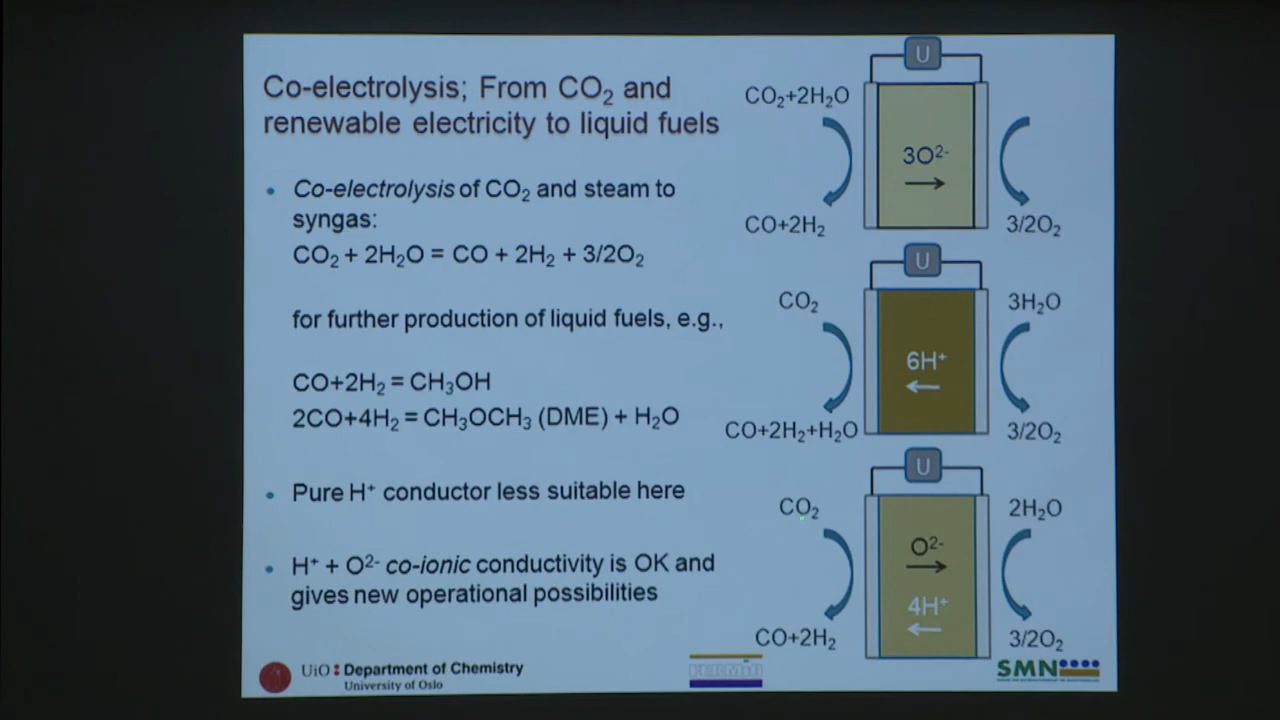 Co-electrolysis; From CO₂ and
renewable electricity to liquid fuels
• Co-electrolysis of CO₂ and steam to
syngas:
CO₂ + 2H₂O = CO + 2H₂ + 3/2O₂
for further production of liquid fuels, e.g.,
CO+2H₂ = CH₃OH
2CO+4H₂ = CH₃OCH₃ (DME) + H₂O
• Pure H⁺ conductor less suitable here
• H⁺ + O²⁻ co-ionic conductivity is OK and
gives new operational possibilities
U
CO₂+2H₂O
3O²⁻
→
CO+2H₂
3/2O₂
U
CO₂
3H₂O
6H⁺
←
CO+2H₂+H₂O
3/2O₂
U
CO₂
2H₂O
O²⁻
→
4H⁺
←
CO+2H₂
3/2O₂
UiO: Department of Chemistry
University of Oslo
SMN